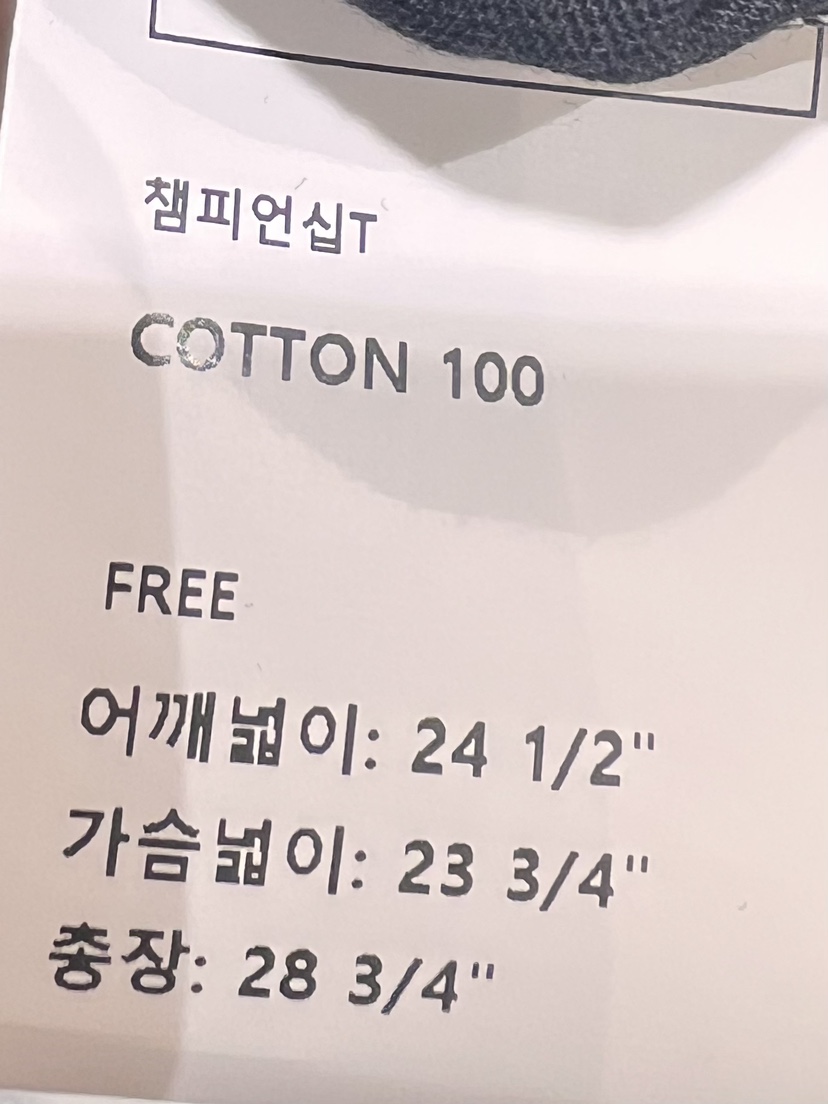 챔피언십T
COTTON 100
FREE
어깨넓이: 24 1/2"
가슴넓이: 23 3/4"
총장: 28 3/4"